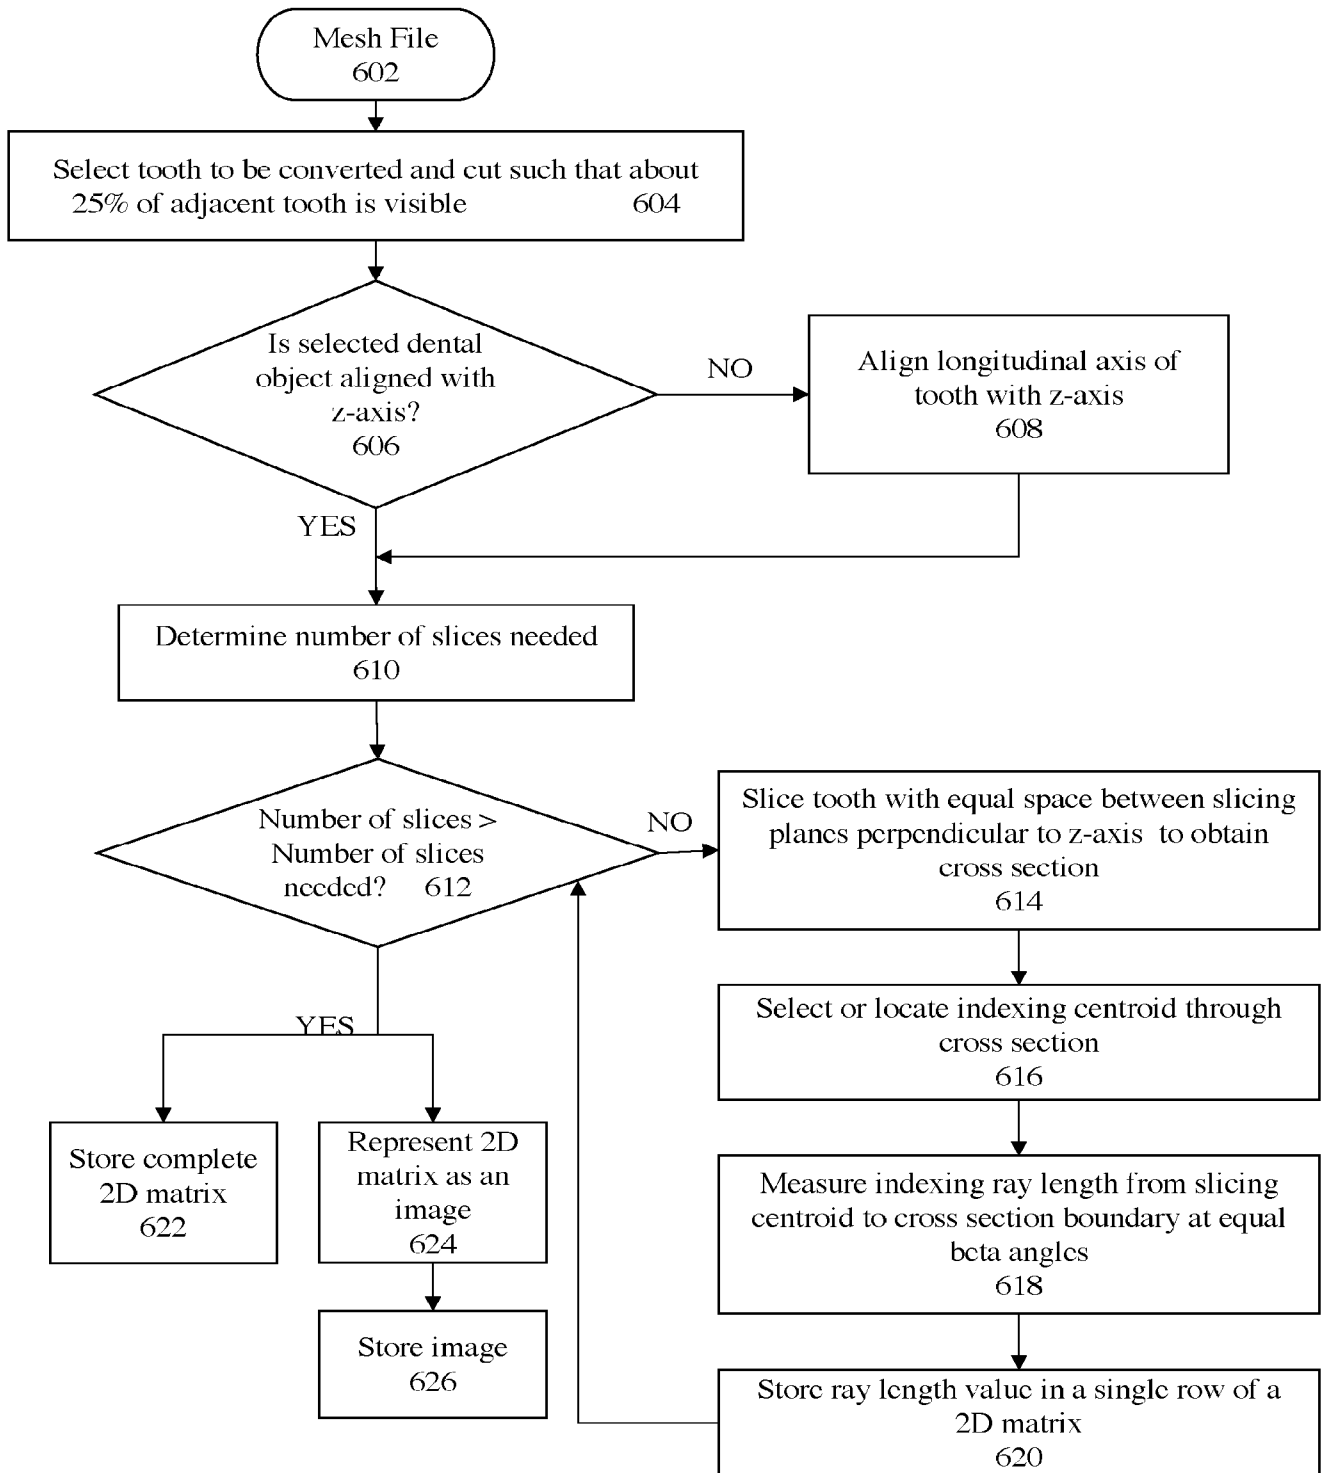 Mesh File
602
Select tooth to be converted and cut such that about
25% of adjacent tooth is visible 604
Is selected dental
object aligned with
z-axis?
606
NO
Align longitudinal axis of
tooth with z-axis
608
YES
Determine number of slices needed
610
Number of slices >
Number of slices
needed? 612
NO
Slice tooth with equal space between slicing
planes perpendicular to z-axis to obtain
cross section
614
Select or locate indexing centroid through
cross section
616
Measure indexing ray length from slicing
centroid to cross section boundary at equal
beta angles
618
Store ray length value in a single row of a
2D matrix
620
YES
Store complete
2D matrix
622
Represent 2D
matrix as an
image
624
Store image
626